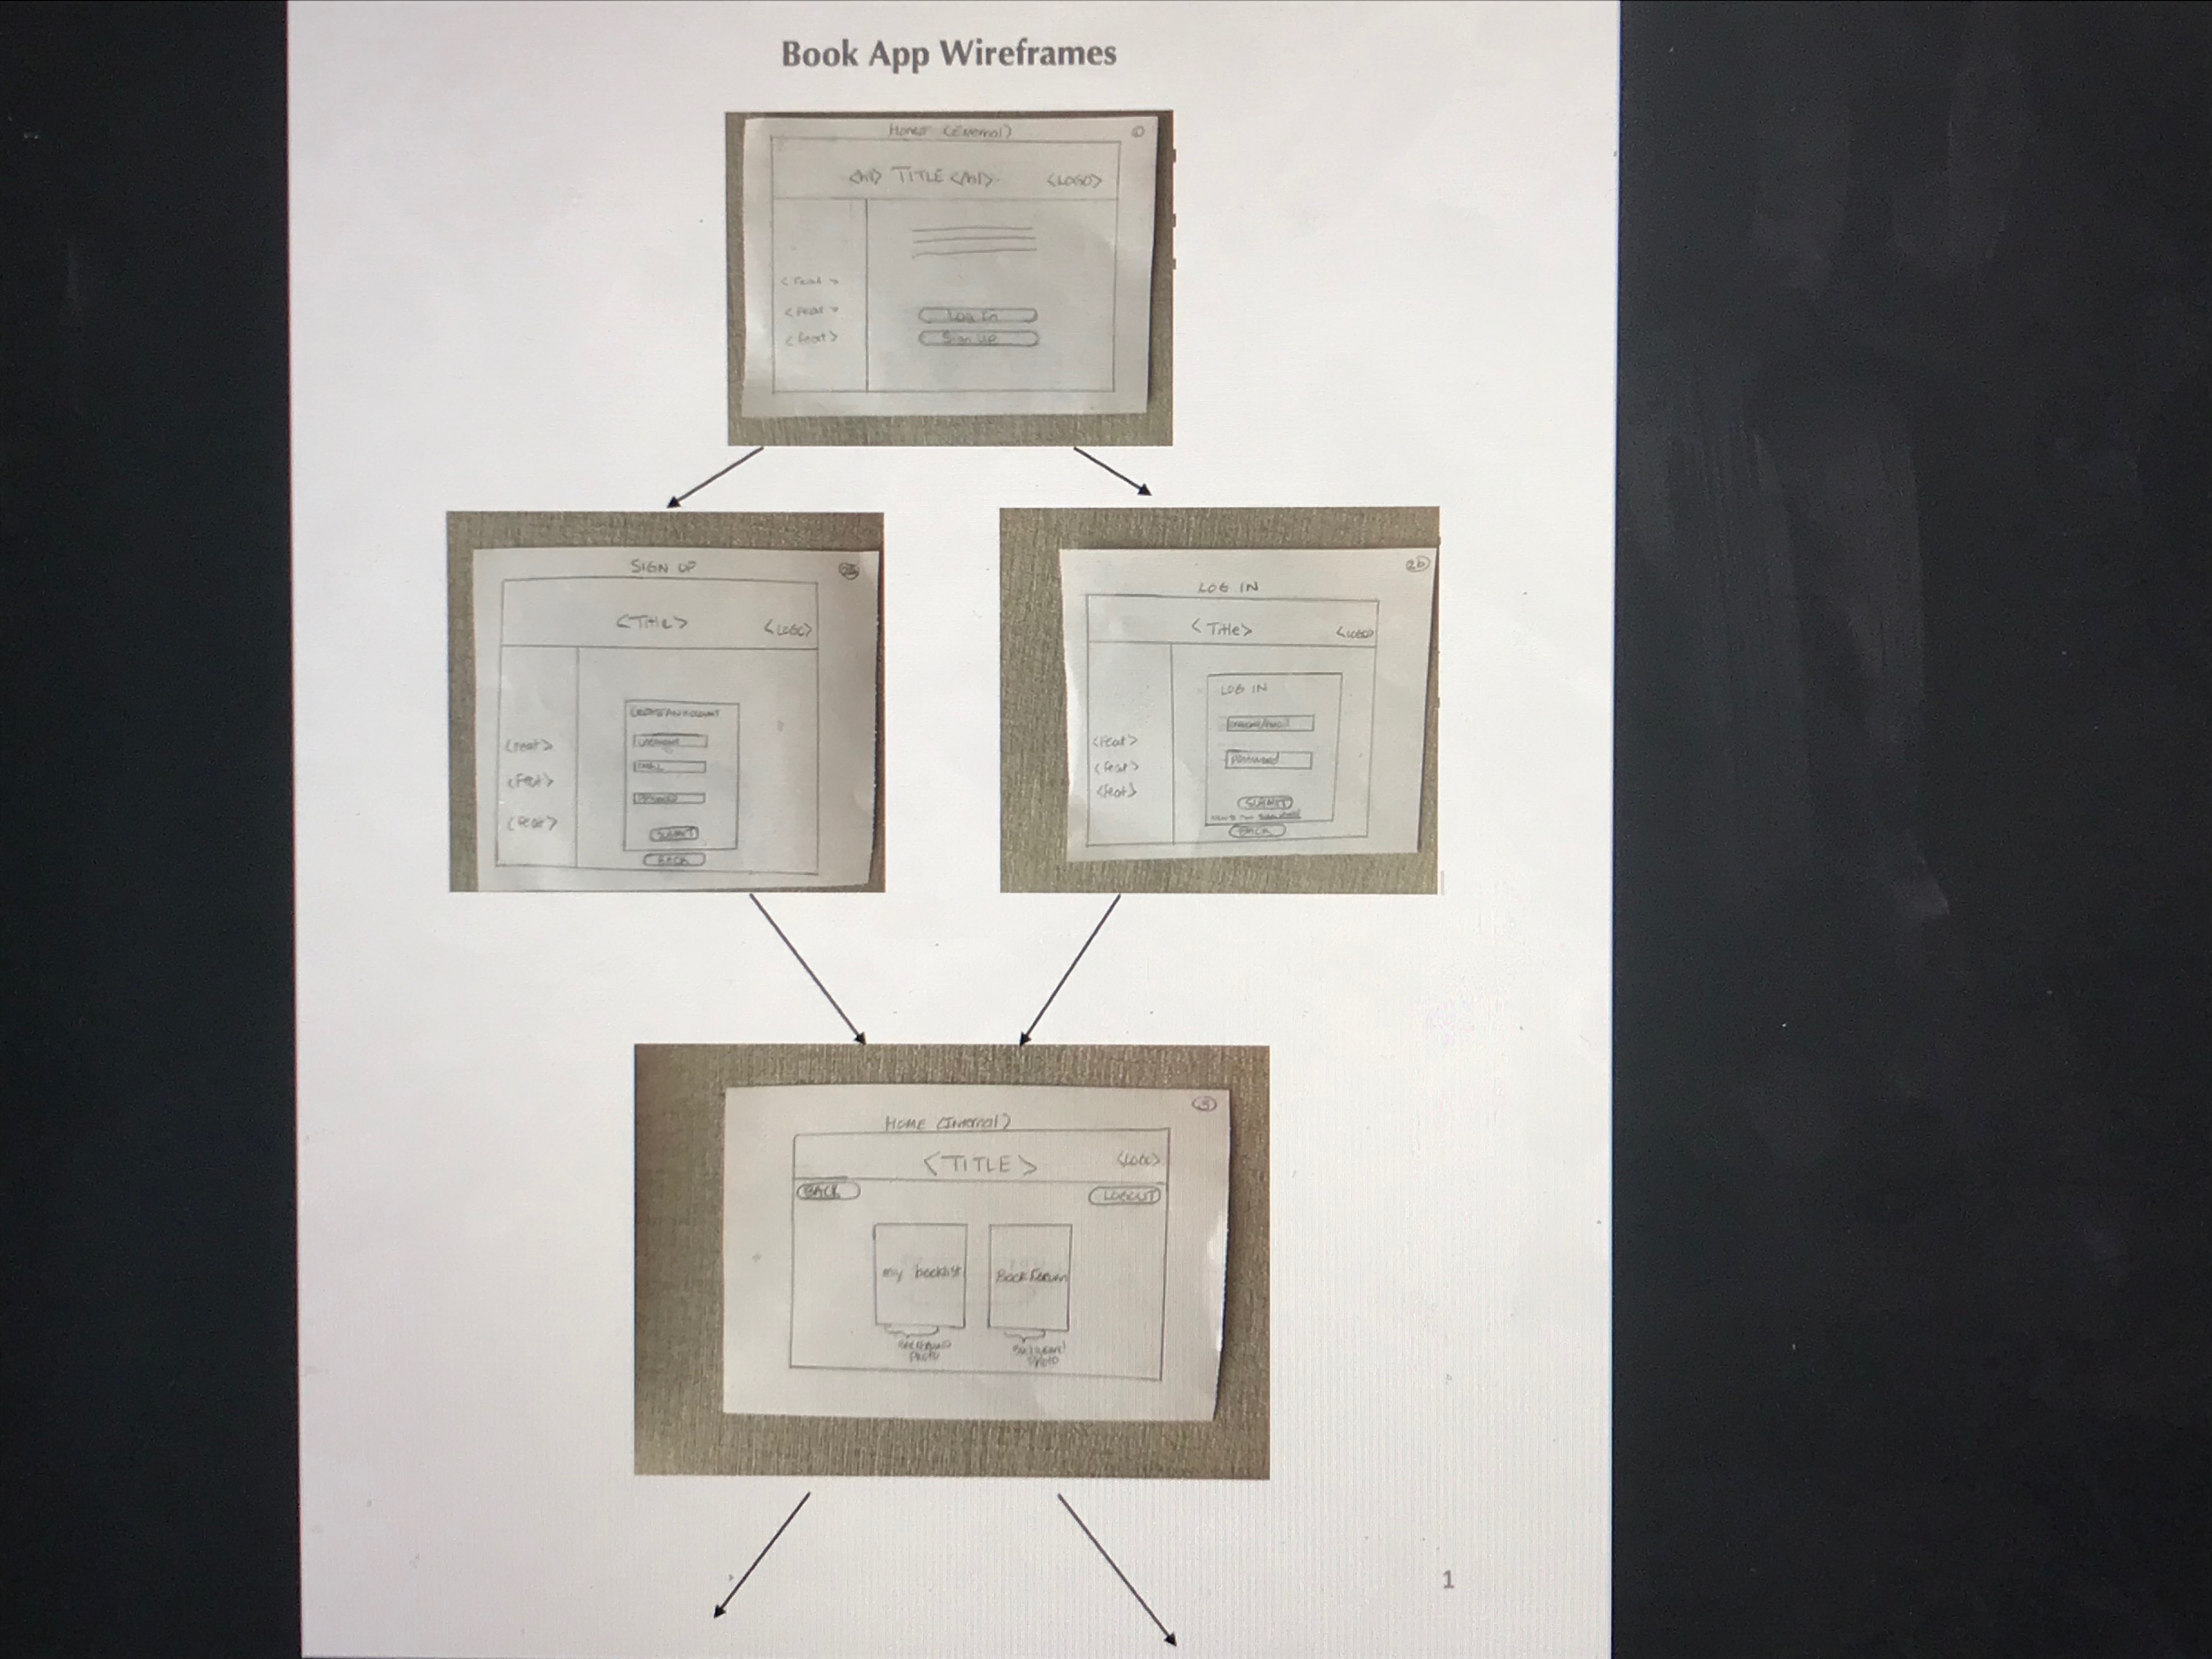 Book App Wireframes
HOME (External)
1
<h1> TITLE </h1>
<LOGO>
<Feat>
<Feat>
<Feat>
Log In
Sign Up
SIGN UP
<Title>
<LOGO>
<Feat>
<Feat>
<Feat>
CREATE AN ACCOUNT
username
EMAIL
PASSWORD
SUBMIT
BACK
2b
LOG IN
<Title>
<LOGO>
<Feat>
<Feat>
<Feat>
LOG IN
username/email
password
SUBMIT
BACK
3
HOME (Internal)
<TITLE>
<LOGO>
BACK
LOGOUT
my booklist
Book Forum
BACKGROUND
PHOTO
Background
photo
1